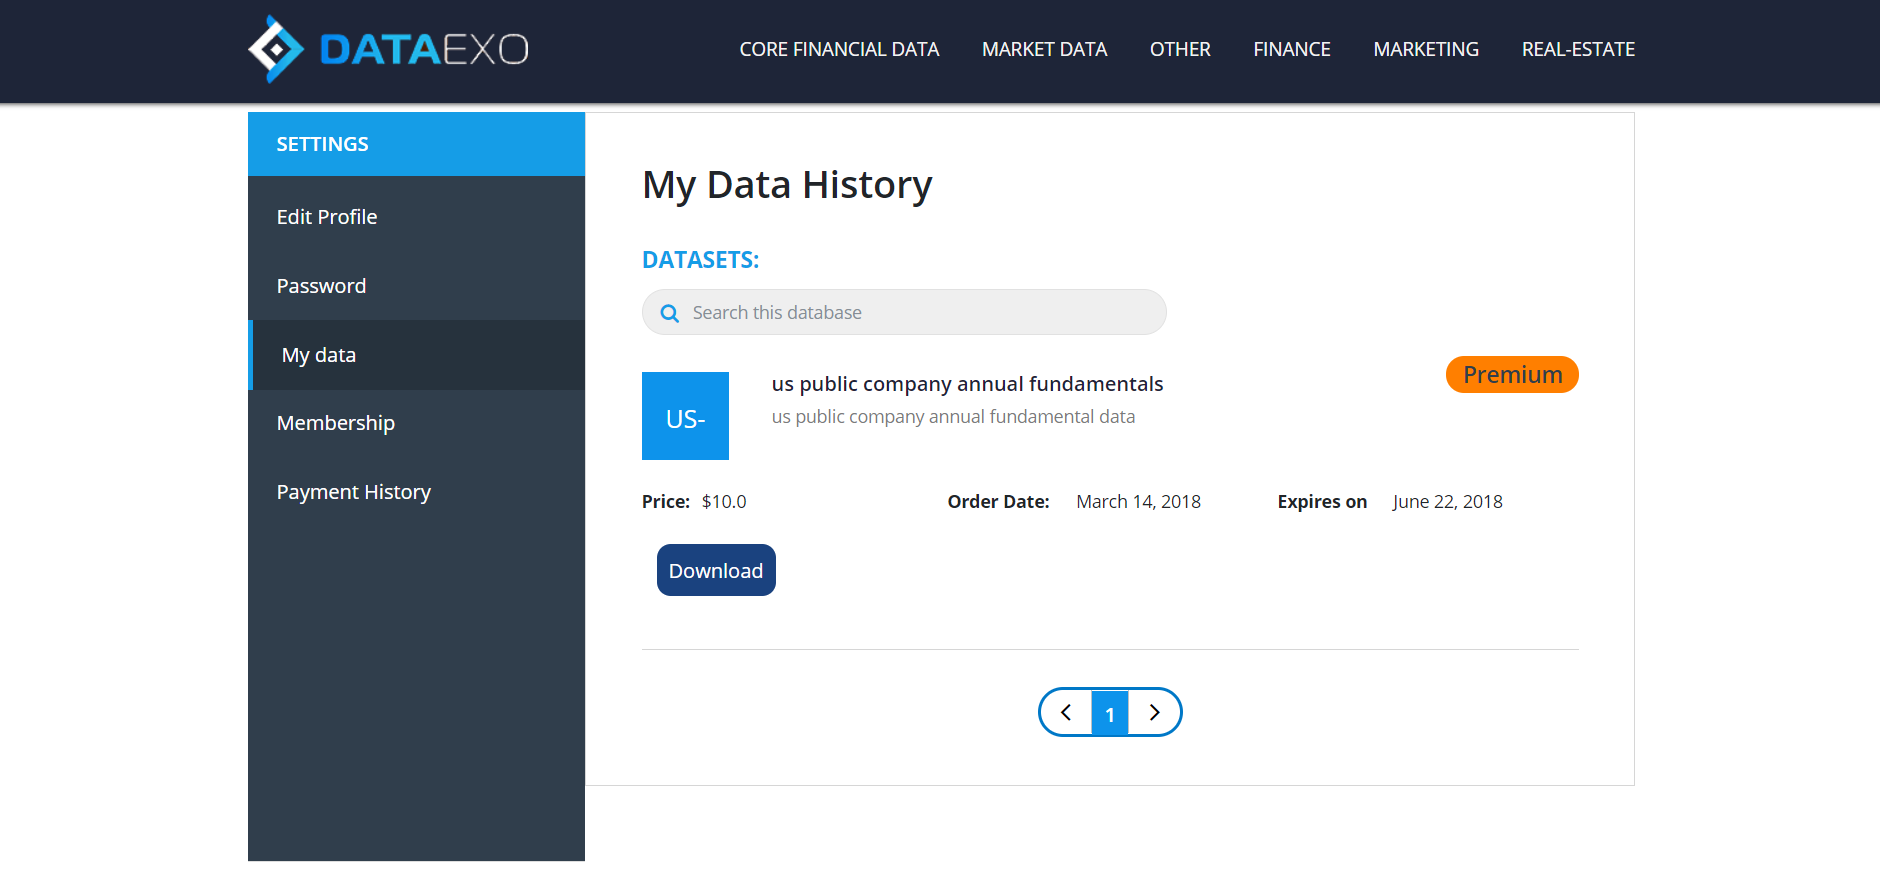 DATAEXO
CORE FINANCIAL DATA MARKET DATA OTHER FINANCE MARKETING REAL-ESTATE
SETTINGS
Edit Profile
Password
My data
Membership
Payment History
My Data History
DATASETS:
Search this database
US-
us public company annual fundamentals
us public company annual fundamental data
Premium
Price: $10.0 Order Date: March 14, 2018 Expires on June 22, 2018
Download
1